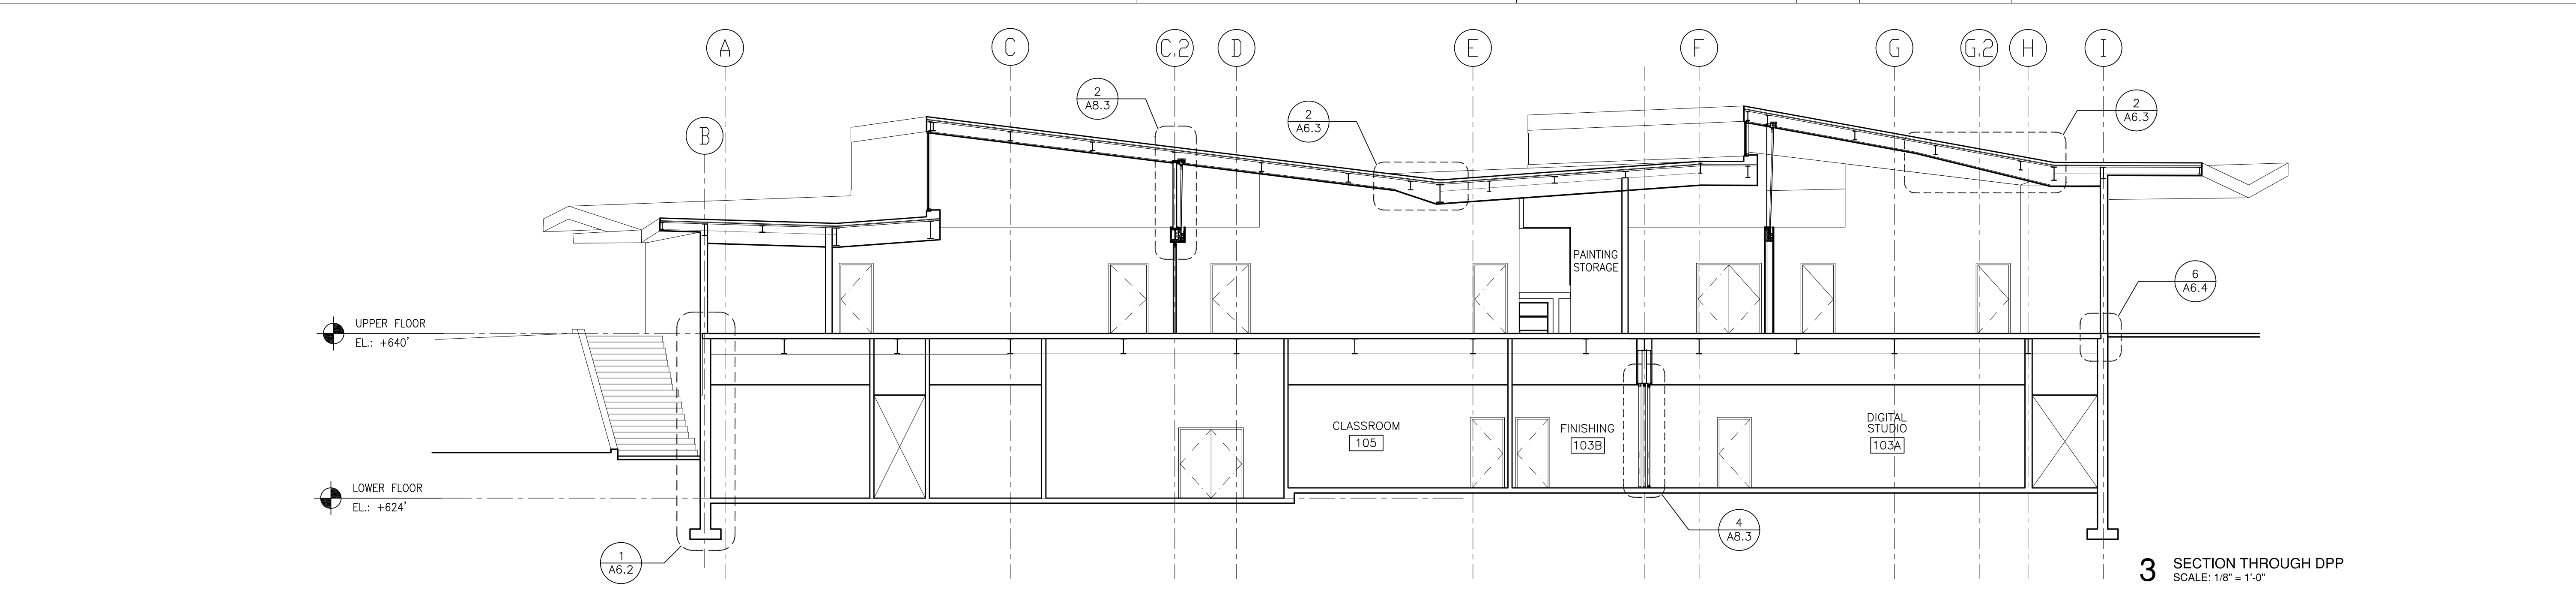 A
C
C.2
D
E
F
G
G.2
H
I
B
2
A8.3
2
A6.3
2
A6.3
PAINTING
STORAGE
6
A6.4
UPPER FLOOR
EL.: +640'
CLASSROOM
105
FINISHING
103B
DIGITAL
STUDIO
103A
LOWER FLOOR
EL.: +624'
4
A8.3
1
A6.2
3 SECTION THROUGH DPP
SCALE: 1/8" = 1'-0"